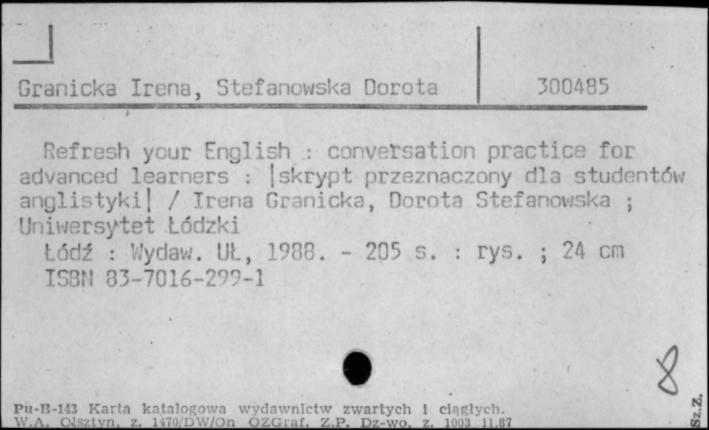 Granicka Irena, Stefanowska Dorota 300485
Refresh your English : conversation practice for
advanced learners : |skrypt przeznaczony dla studentów
anglistyki| / Irena Granicka, Dorota Stefanowska ;
Uniwersytet Łódzki
Łódź : Wydaw. UŁ, 1988. - 205 s. : rys. ; 24 cm
ISBN 83-7016-299-1
8
Sz.Z.
Pu-B-143 Karta katalogowa wydawnictw zwartych i ciągłych.
W.A. Olsztyn, z. 1470/DW/On OZGraf. Z.P. Dz-wo, z. 1003 11.87